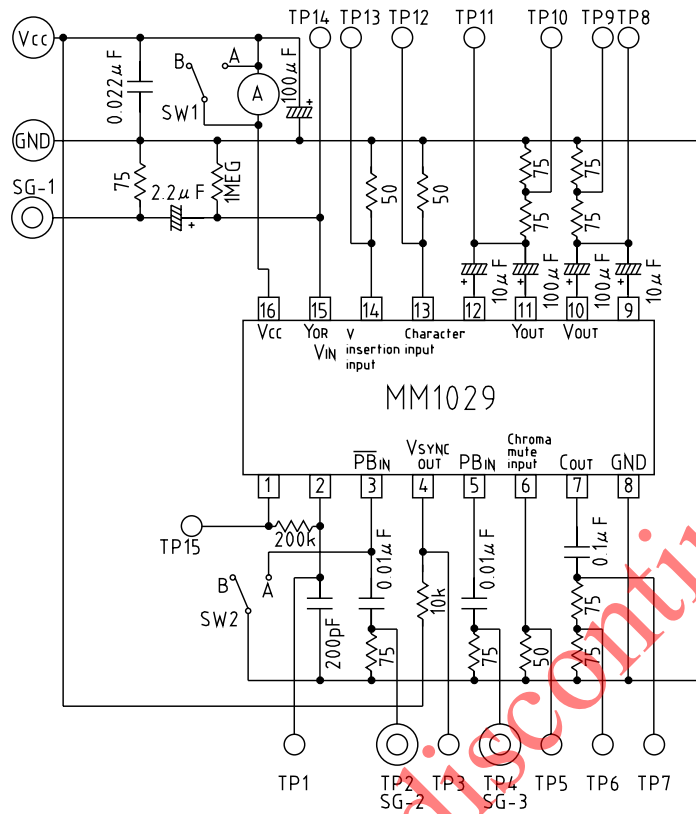 TP14 TP13 TP12 TP11 TP10 TP9 TP8
Vcc
0.022μF
B A
SW1
A
100μF
GND
75
2.2μF
1MEG
50
50
75
75
75
75
SG-1
10μF
100μF
100μF
10μF
16 15 14 13 12 11 10 9
VCC YOR VIN V insertion input Character input YOUT VOUT
MM1029
PBIN VSYNC OUT PBIN Chroma mute input COUT GND
1 2 3 4 5 6 7 8
TP15
200k
0.01μF
0.01μF
0.1μF
B A
SW2
200pF
75
10k
75
50
75
75
TP1 TP2 TP3 TP4 TP5 TP6 TP7
SG-2 SG-3
discontin